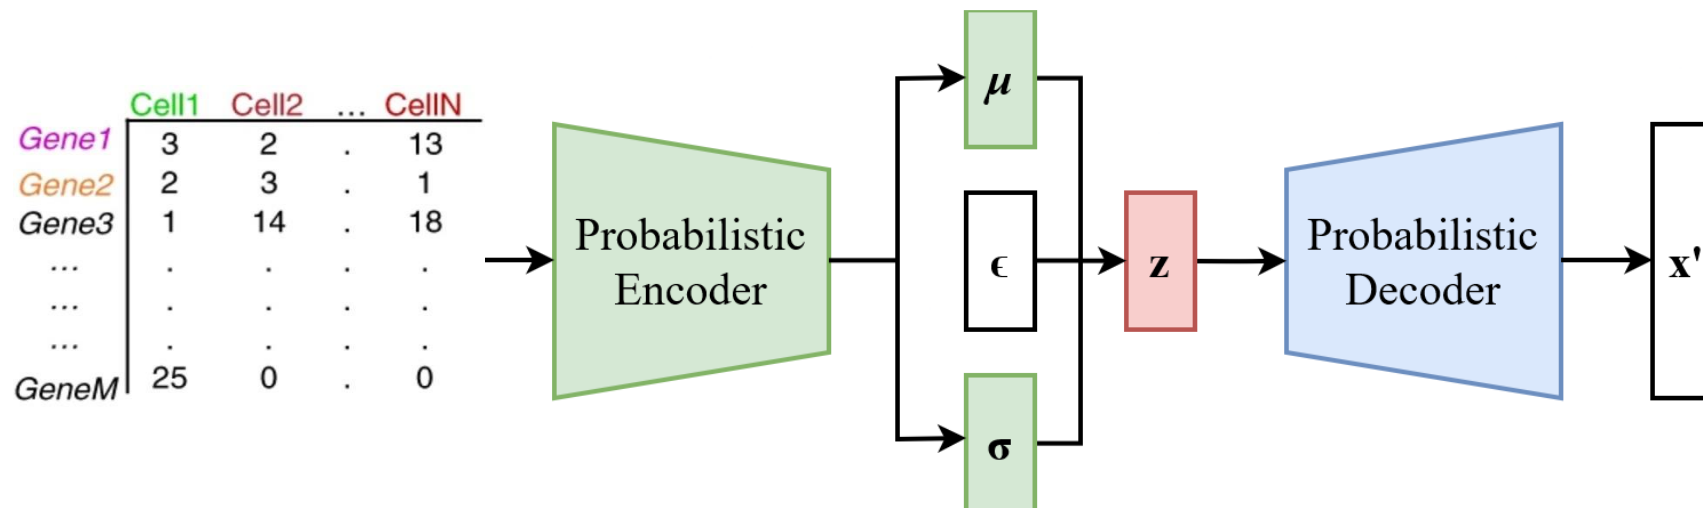 Cell1 Cell2 ... CellN
Gene1 3 2 . 13
Gene2 2 3 . 1
Gene3 1 14 . 18
... . . . .
... . . . .
... . . . .
GeneM 25 0 . 0
Probabilistic
Encoder
μ
ϵ
σ
z
Probabilistic
Decoder
x'